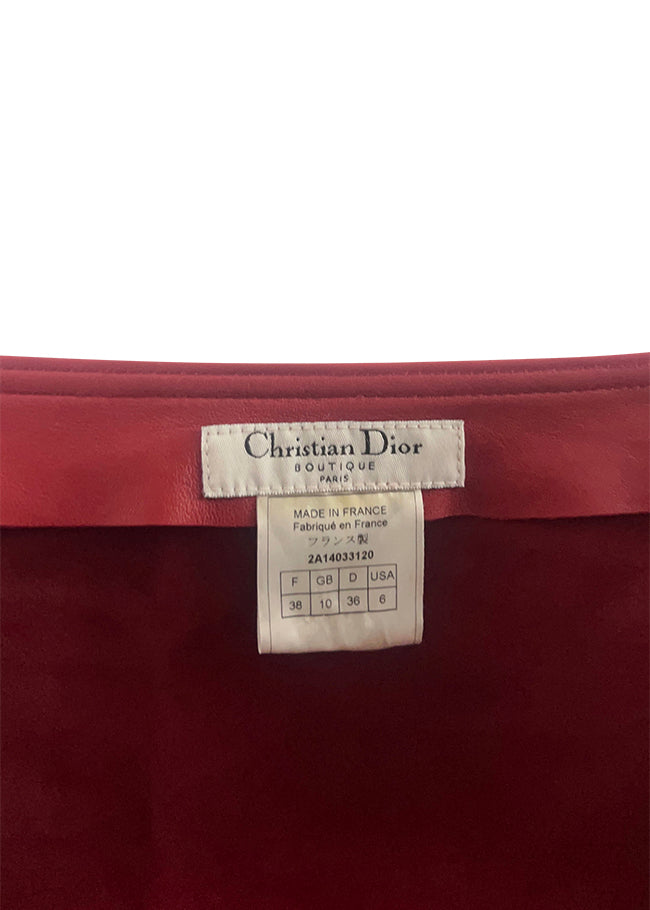 Christian Dior
BOUTIQUE
PARIS
MADE IN FRANCE
Fabriqué en France
フランス製
2A14033120
F GB D USA
38 10 36 6